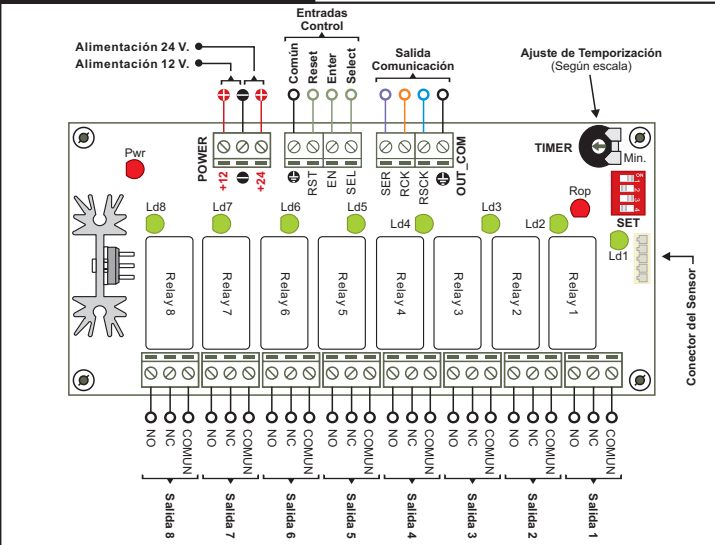 Entradas
Control
Alimentación 24 V.
Alimentación 12 V.
Común
Reset
Enter
Select
Salida
Comunicación
Ajuste de Temporización
(Según escala)
POWER
+12
+24
RST
EN
SEL
SER
RCK
RSCK
OUT_COM
TIMER
Min.
Pwr
Rop
1
2
3
4
SET
Ld8
Ld7
Ld6
Ld5
Ld4
Ld3
Ld2
Ld1
Relay 8
Relay 7
Relay 6
Relay 5
Relay 4
Relay 3
Relay 2
Relay 1
Conector del Sensor
NO
NC
COMUN
NO
NC
COMUN
NO
NC
COMUN
NO
NC
COMUN
NO
NC
COMUN
NO
NC
COMUN
NO
NC
COMUN
NO
NC
COMUN
Salida 8
Salida 7
Salida 6
Salida 5
Salida 4
Salida 3
Salida 2
Salida 1